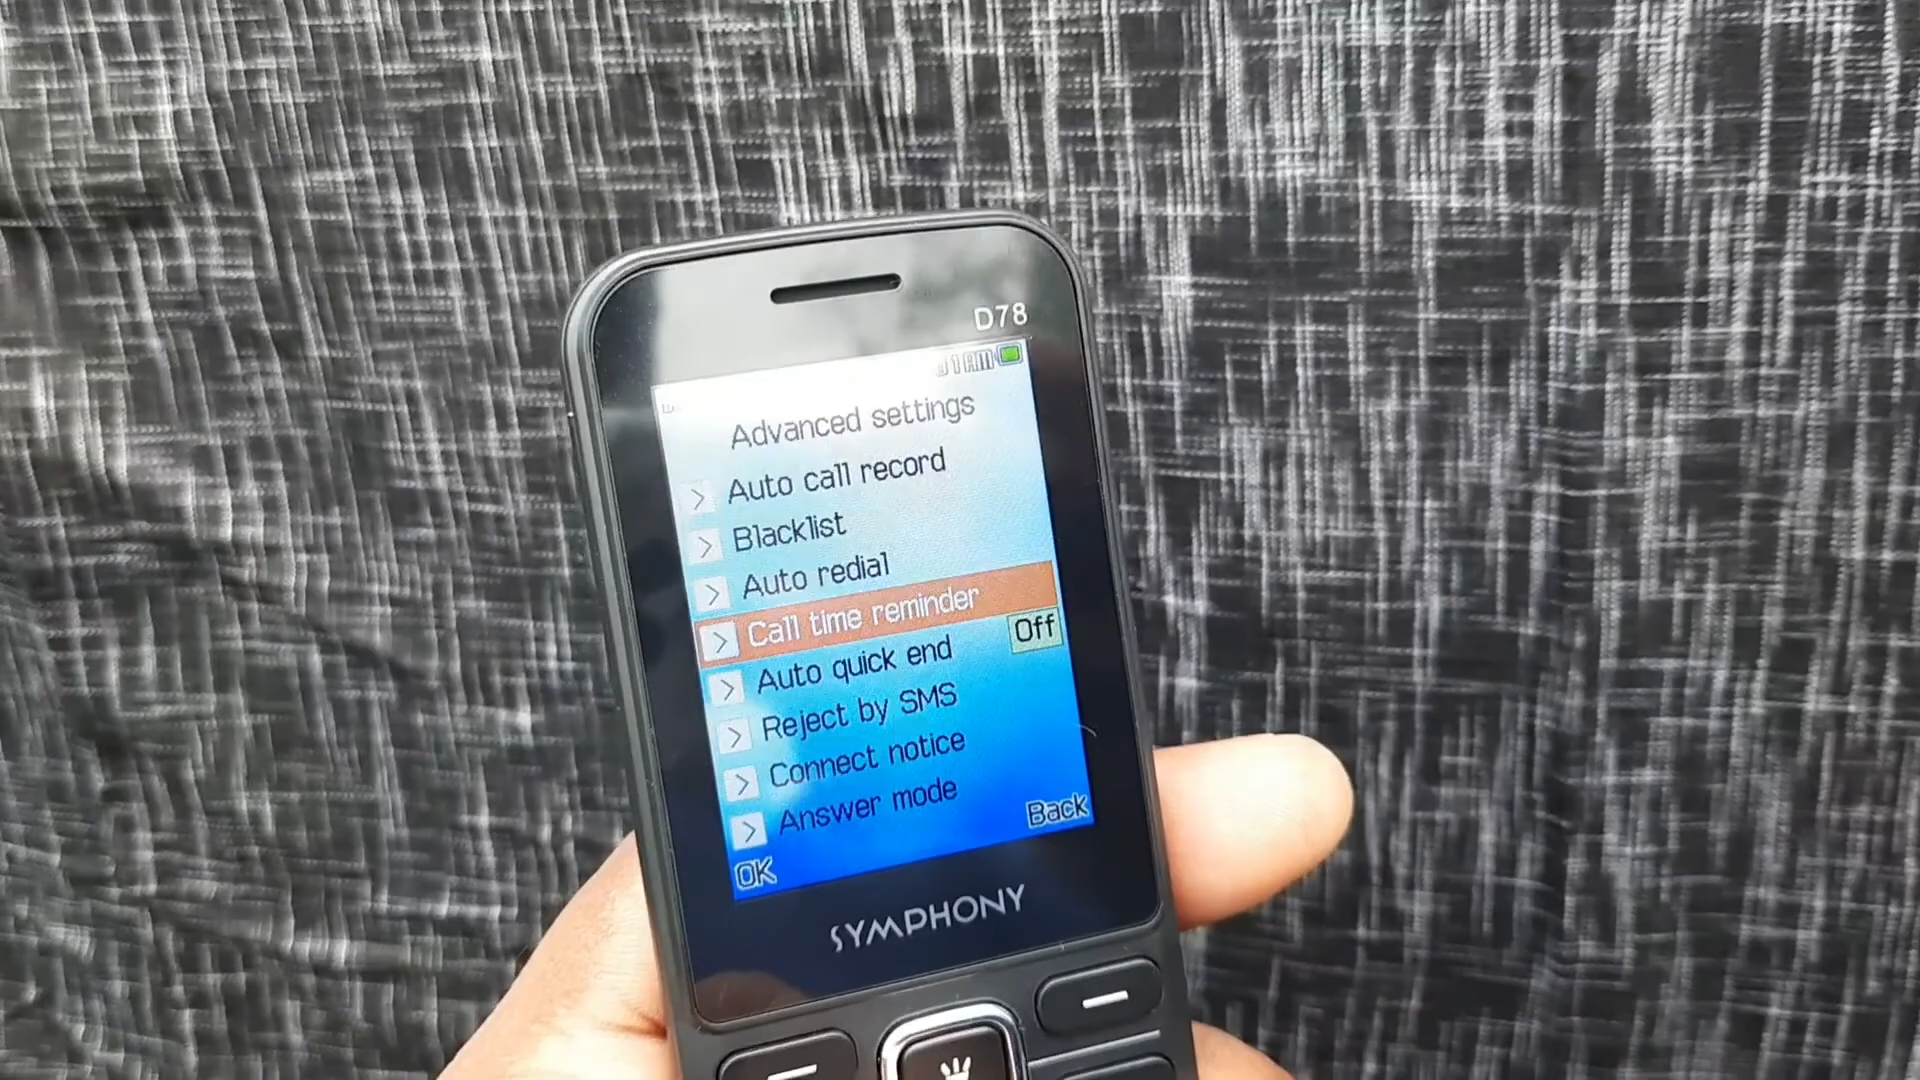 D78
Advanced settings
Auto call record
Blacklist
Auto redial
Call time reminder
Off
Auto quick end
Reject by SMS
Connect notice
Answer mode
OK
Back
SYMPHONY